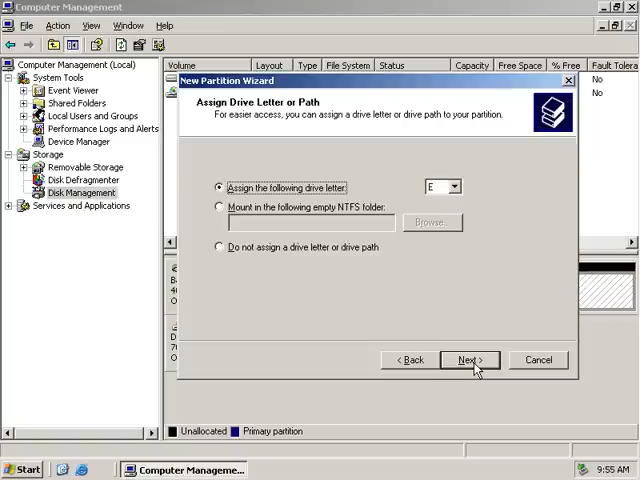 Computer Management
File Action View Window Help
Computer Management (Local)
System Tools
Event Viewer
Shared Folders
Local Users and Groups
Performance Logs and Alerts
Device Manager
Storage
Removable Storage
Disk Defragmenter
Disk Management
Services and Applications
Volume Layout Type File System Status Capacity Free Space % Free Fault Tolera
No
No
New Partition Wizard
Assign Drive Letter or Path
For easier access, you can assign a drive letter or drive path to your partition.
Assign the following drive letter: E
Mount in the following empty NTFS folder:
Browse...
Do not assign a drive letter or drive path
< Back Next > Cancel
Unallocated Primary partition
Start Computer Manageme... 9:55 AM